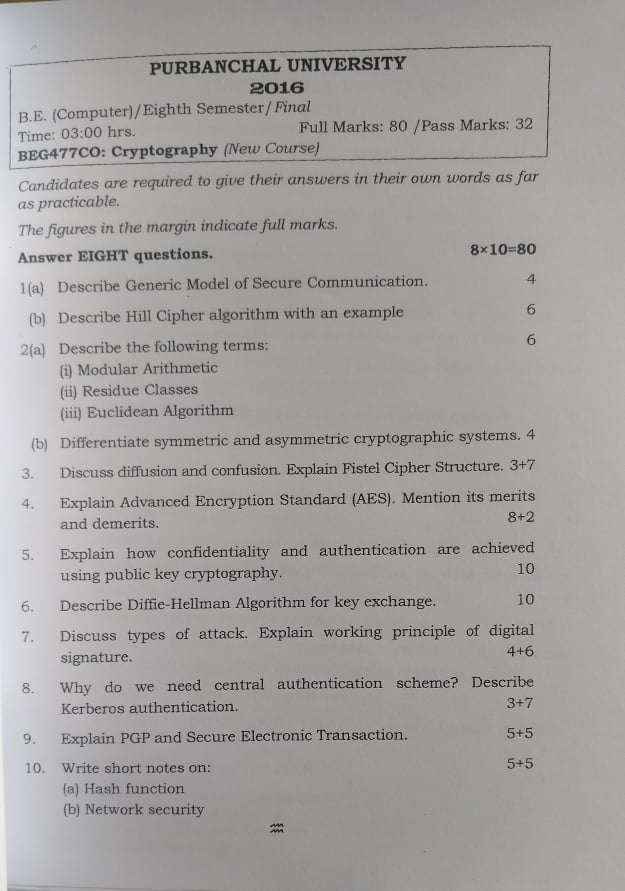 PURBANCHAL UNIVERSITY
2016
B.E. (Computer)/Eighth Semester/Final
Time: 03:00 hrs. Full Marks: 80 /Pass Marks: 32
BEG477CO: Cryptography (New Course)
Candidates are required to give their answers in their own words as far
as practicable.
The figures in the margin indicate full marks.
Answer EIGHT questions. 8×10=80
1(a) Describe Generic Model of Secure Communication. 4
(b) Describe Hill Cipher algorithm with an example 6
2(a) Describe the following terms: 6
(i) Modular Arithmetic
(ii) Residue Classes
(iii) Euclidean Algorithm
(b) Differentiate symmetric and asymmetric cryptographic systems. 4
3. Discuss diffusion and confusion. Explain Fistel Cipher Structure. 3+7
4. Explain Advanced Encryption Standard (AES). Mention its merits
and demerits. 8+2
5. Explain how confidentiality and authentication are achieved
using public key cryptography. 10
6. Describe Diffie-Hellman Algorithm for key exchange. 10
7. Discuss types of attack. Explain working principle of digital
signature. 4+6
8. Why do we need central authentication scheme? Describe
Kerberos authentication. 3+7
9. Explain PGP and Secure Electronic Transaction. 5+5
10. Write short notes on: 5+5
(a) Hash function
(b) Network security